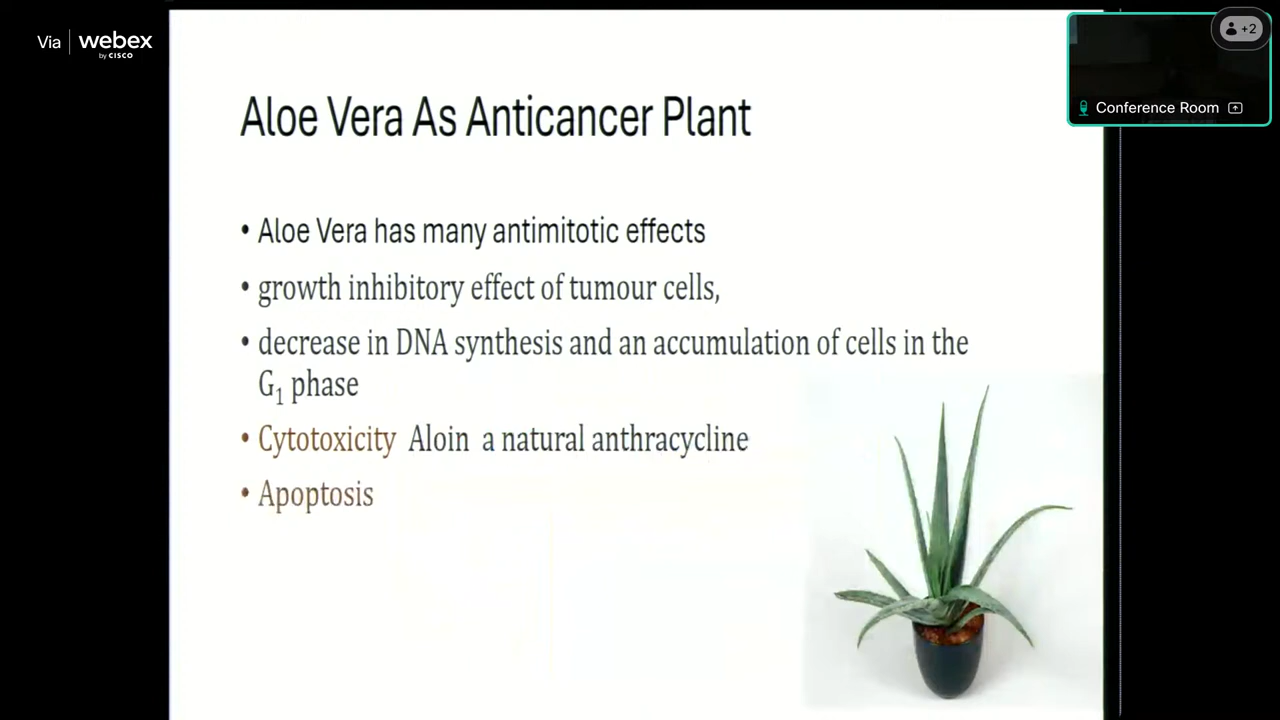 Via webex
by CISCO
+2
Conference Room
Aloe Vera As Anticancer Plant
• Aloe Vera has many antimitotic effects
• growth inhibitory effect of tumour cells,
• decrease in DNA synthesis and an accumulation of cells in the
G₁ phase
• Cytotoxicity Aloin a natural anthracycline
• Apoptosis